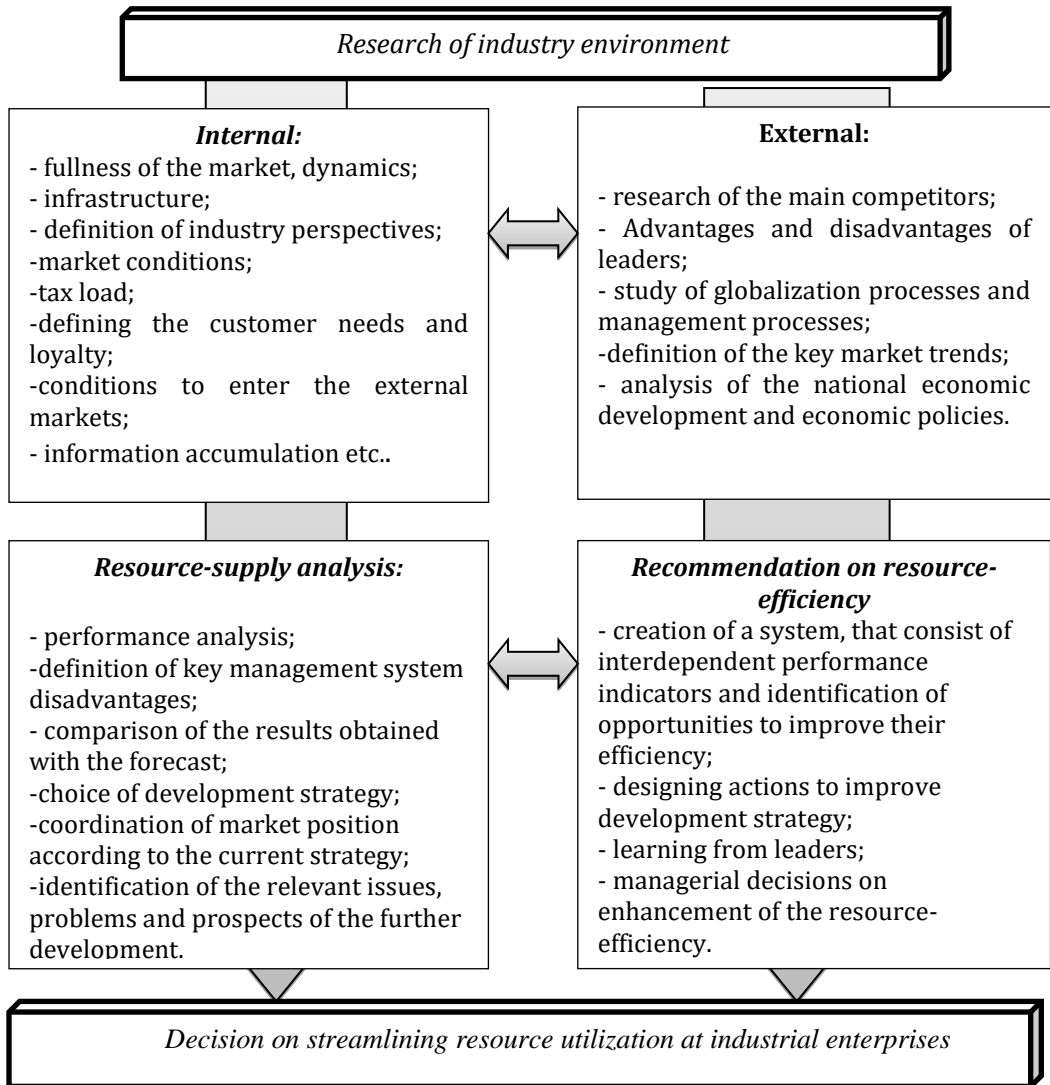 Research of industry environment
Internal:
- fullness of the market, dynamics;
- infrastructure;
- definition of industry perspectives;
-market conditions;
-tax load;
-defining the customer needs and
loyalty;
-conditions to enter the external
markets;
- information accumulation etc..
External:
- research of the main competitors;
- Advantages and disadvantages of
leaders;
- study of globalization processes and
management processes;
-definition of the key market trends;
- analysis of the national economic
development and economic policies.
Resource-supply analysis:
- performance analysis;
-definition of key management system
disadvantages;
- comparison of the results obtained
with the forecast;
-choice of development strategy;
-coordination of market position
according to the current strategy;
-identification of the relevant issues,
problems and prospects of the further
development.
Recommendation on resource-
efficiency
- creation of a system, that consist of
interdependent performance
indicators and identification of
opportunities to improve their
efficiency;
- designing actions to improve
development strategy;
- learning from leaders;
- managerial decisions on
enhancement of the resource-
efficiency.
Decision on streamlining resource utilization at industrial enterprises